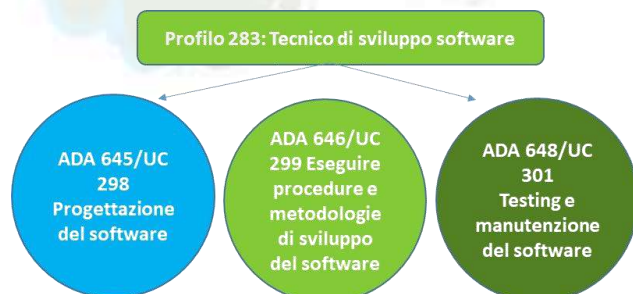 Profilo 283: Tecnico di sviluppo software
ADA 645/UC
298
Progettazione
del software
ADA 646/UC
299 Eseguire
procedure e
metodologie
di sviluppo
del software
ADA 648/UC
301
Testing e
manutenzione
del software